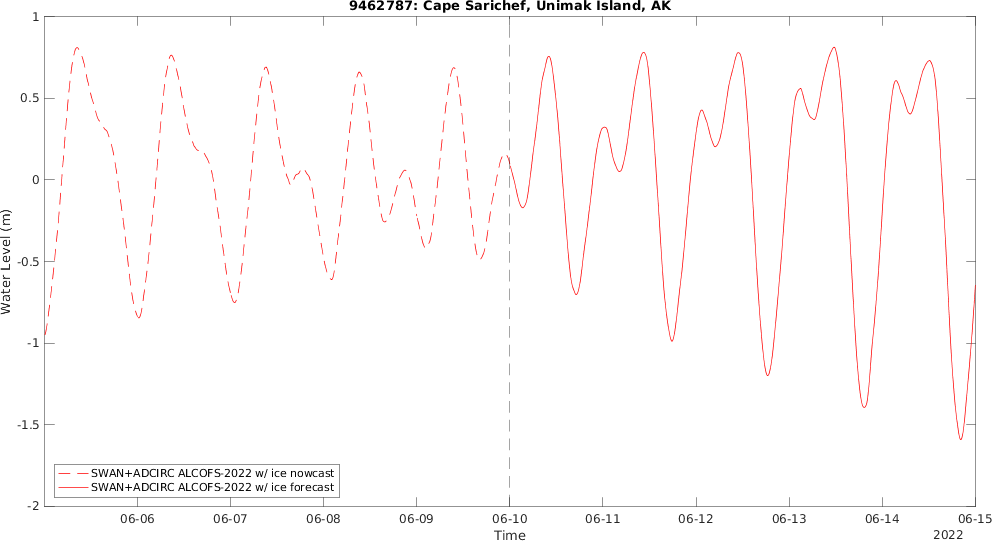 9462787: Cape Sarichef, Unimak Island, AK
Water Level (m)
1
0.5
0
-0.5
-1
-1.5
-2
SWAN+ADCIRC ALCOFS-2022 w/ ice nowcast
SWAN+ADCIRC ALCOFS-2022 w/ ice forecast
06-06 06-07 06-08 06-09 06-10 06-11 06-12 06-13 06-14 06-15
Time
2022